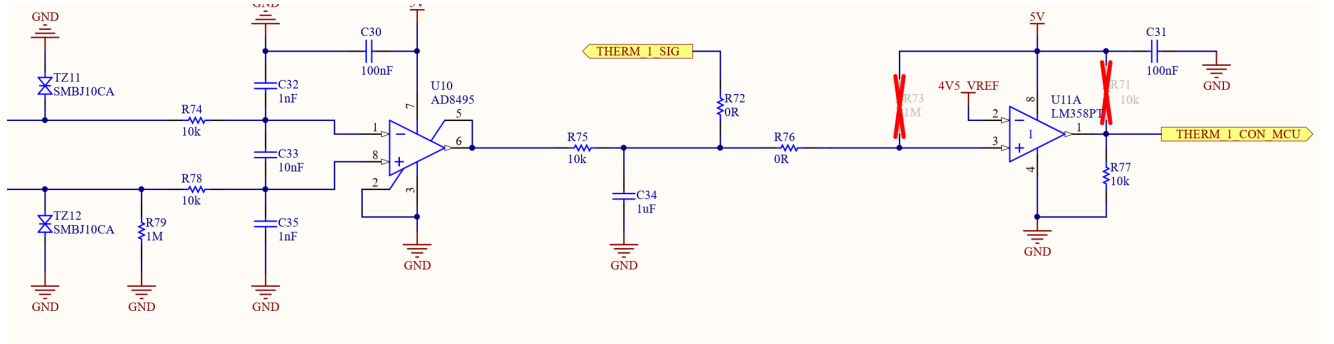 GND
TZ11
SMBJ10CA
R74
10k
GND
C32
1nF
C33
10nF
C30
100nF
5V
7
U10
AD8495
5
1
6
8
2
3
GND
R78
10k
TZ12
SMBJ10CA
R79
1M
C35
1nF
GND
GND
GND
THERM_1_SIG
R72
0R
R75
10k
C34
1uF
GND
R76
0R
R73
1M
4V5_VREF
5V
8
U11A
LM358PT
2
1
1
3
4
R71
10k
C31
100nF
GND
THERM_1_CON_MCU
R77
10k
GND